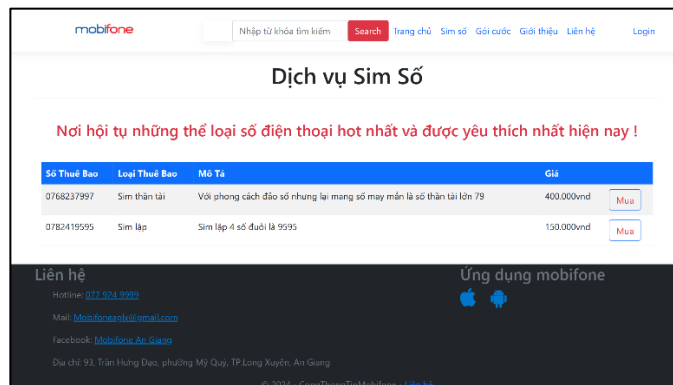 mobifone
Nhập từ khóa tìm kiếm Search Trang chủ Sim số Gói cước Giới thiệu Liên hệ Login
Dịch vụ Sim Số
Nơi hội tụ những thể loại số điện thoại hot nhất và được yêu thích nhất hiện nay !
Số Thuê Bao Loại Thuê Bao Mô Tả Giá
0768237997 Sim thần tài Với phong cách đảo số nhưng lại mang số may mắn là số thần tài lớn 79 400.000vnd Mua
0782419595 Sim lặp Sim lặp 4 số đuôi là 9595 150.000vnd Mua
Liên hệ Ứng dụng mobifone
Hotline: 077 924 9999
Mail: Mobifoneaglx@gmail.com
Facebook: Mobifone An Giang
Địa chỉ: 93, Trần Hưng Đạo, phường Mỹ Quý, TP.Long Xuyên, An Giang
© 2024 - CongThongTinMobifone - Liên hệ